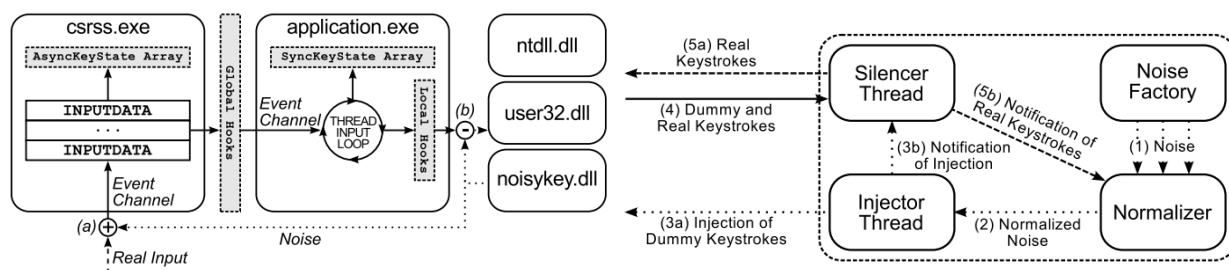 csrss.exe
AsyncKeyState Array
INPUTDATA
...
INPUTDATA
Event
Channel
(a)
+
Real Input
Global Hooks
Event
Channel
application.exe
SyncKeyState Array
THREAD
INPUT
LOOP
Local Hooks
(b)
-
Noise
ntdll.dll
user32.dll
noisykey.dll
(5a) Real
Keystrokes
(4) Dummy and
Real Keystrokes
(3a) Injection of
Dummy Keystrokes
Silencer
Thread
(5b) Notification of
Real Keystrokes
(3b) Notification
of Injection
Injector
Thread
Noise
Factory
(1) Noise
Normalizer
(2) Normalized
Noise